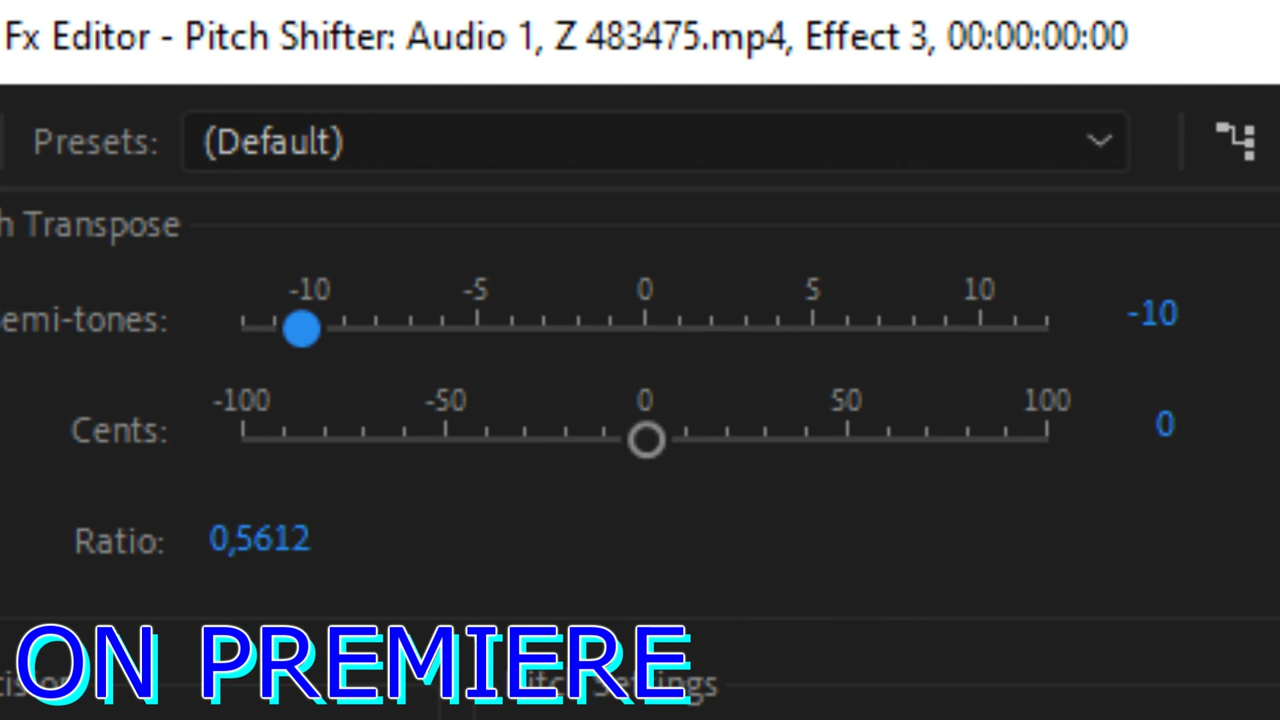 Fx Editor - Pitch Shifter: Audio 1, Z 483475.mp4, Effect 3, 00:00:00:00
Presets: (Default)
h Transpose
-10 -5 0 5 10
emi-tones: -10
-100 -50 0 50 100
Cents: 0
Ratio: 0,5612
ON PREMIERE
Settings